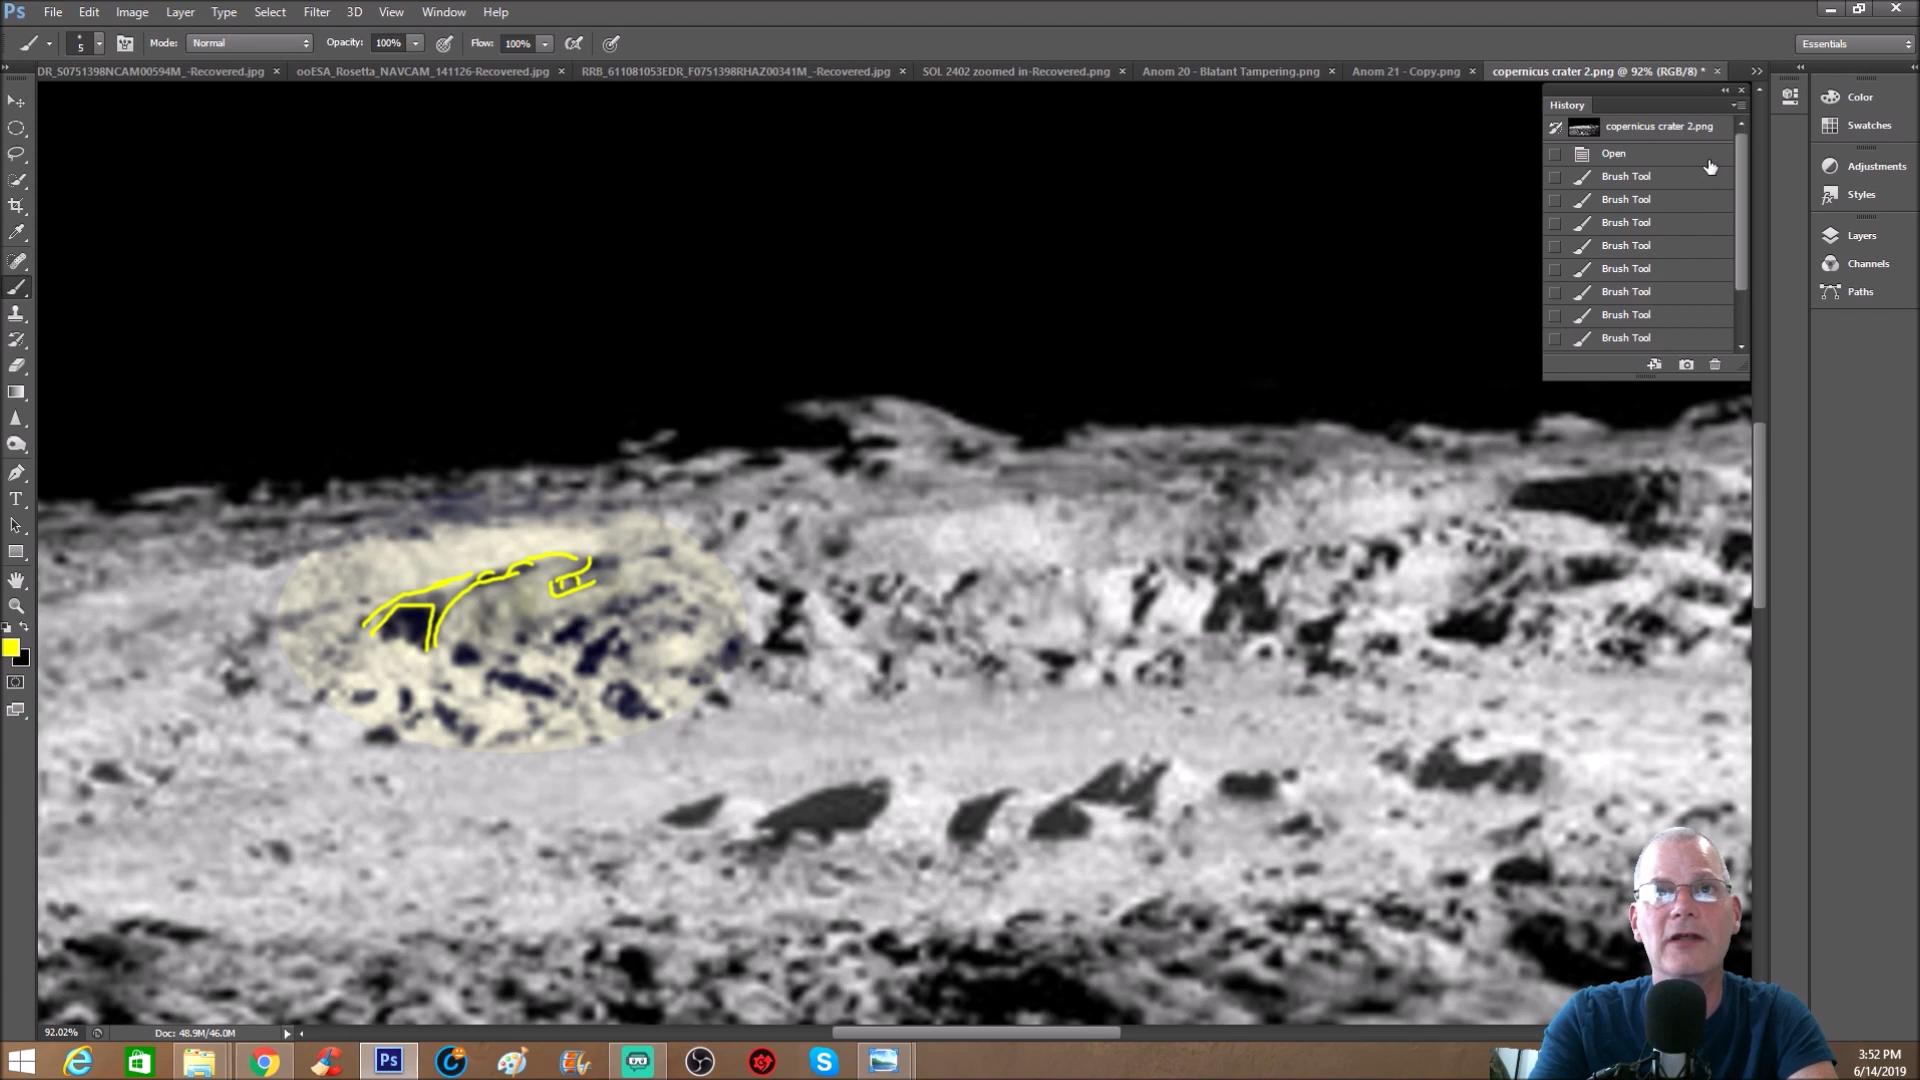 Ps File Edit Image Layer Type Select Filter 3D View Window Help
5 Mode: Normal Opacity: 100% Flow: 100% Essentials
DR_S0751398NCAM00594M_-Recovered.jpg × ooESA_Rosetta_NAVCAM_141126-Recovered.jpg × RRB_611081053EDR_F0751398RHAZ00341M_-Recovered.jpg × SOL 2402 zoomed in-Recovered.png × Anom 20 - Blatant Tampering.png × Anom 21 - Copy.png × copernicus crater 2.png @ 92% (RGB/8) * ×
History
copernicus crater 2.png
Open
Brush Tool
Brush Tool
Brush Tool
Brush Tool
Brush Tool
Brush Tool
Brush Tool
Brush Tool
Color
Swatches
Adjustments
Styles
Layers
Channels
Paths
92.02% Doc: 48.9M/46.0M
Ps
3:52 PM
6/14/2019